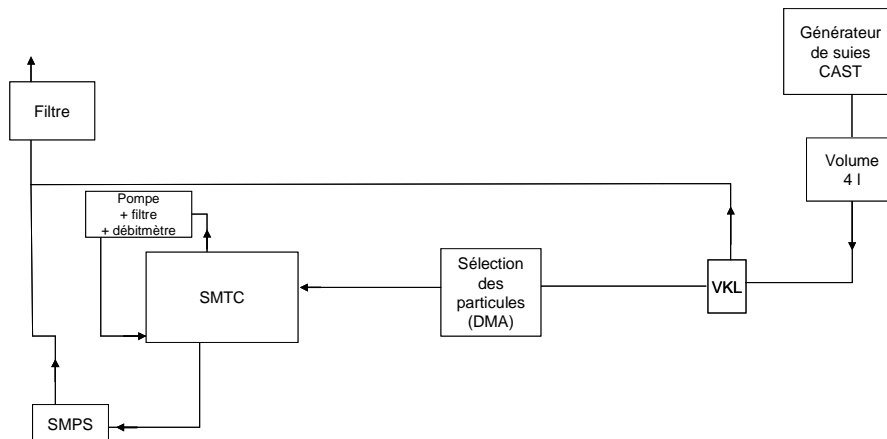 Générateur
de suies
CAST
Filtre
Volume
4 l
Pompe
+ filtre
+ débitmètre
SMTC
Sélection
des
particules
(DMA)
VKL
SMPS